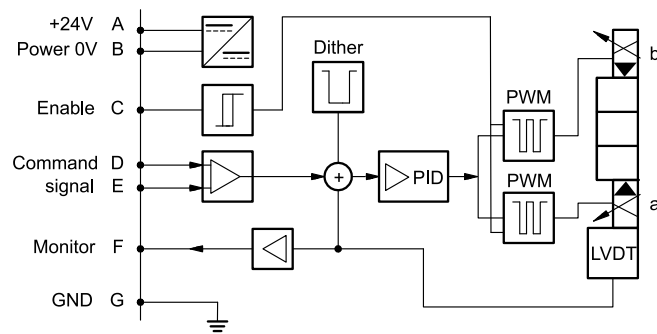 +24V A
Power 0V B
Dither
b
Enable C
PWM
Command D
signal E
PID
PWM
a
Monitor F
LVDT
GND G
+